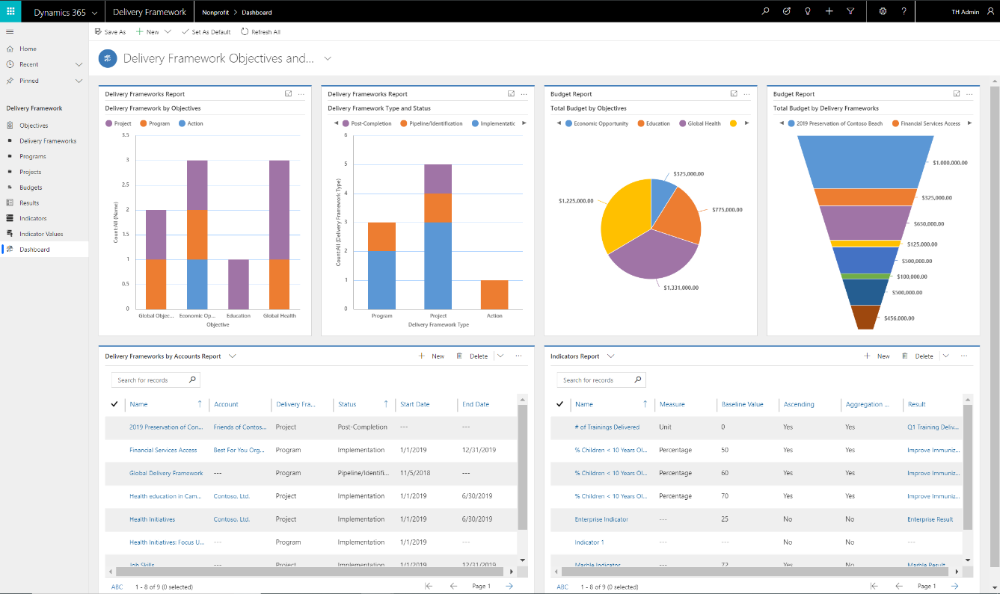 Dynamics 365
Delivery Framework
Nonprofit > Dashboard
TH Admin
Save As
New
Set As Default
Refresh All
Home
Recent
Pinned
Delivery Framework
Objectives
Delivery Frameworks
Programs
Projects
Budgets
Results
Indicators
Indicator Values
Dashboard
Delivery Framework Objectives and...
Delivery Frameworks Report
Delivery Framework by Objectives
Project Program Action
3.5
3
2.5
2
1.5
1
0.5
0
Count:All (Name)
Global Objec... Economic Op... Education Global Health
Objective
Delivery Frameworks Report
Delivery Framework Type and Status
Post-Completion Pipeline/Identification Implementatic
6
5
4
3
2
1
0
Count:All (Delivery Framework Type)
Program Project Action
Delivery Framework Type
Budget Report
Total Budget by Objectives
Economic Opportunity Education Global Health
$325,000.00
$1,225,000.00
$775,000.00
$1,331,000.00
Budget Report
Total Budget by Delivery Frameworks
2019 Preservation of Contoso Beach Financial Services Access
$1,000,000.00
$325,000.00
$650,000.00
$125,000.00
$500,000.00
$100,000.00
$500,000.00
$456,000.00
Delivery Frameworks by Accounts Report
New Delete
Search for records
Name Account Delivery Fra... Status Start Date End Date
2019 Preservation of Con... Friends of Contos... Project Post-Completion --- ---
Financial Services Access Best For You Org... Program Implementation 1/1/2019 12/31/2019
Global Delivery Framework --- Program Pipeline/Identifi... 11/5/2018 ---
Health education in Cam... Contoso, Ltd. Project Implementation 1/1/2019 6/30/2019
Health Initiatives Contoso, Ltd. Project Implementation 1/1/2019 6/30/2019
Health Initiatives: Focus U... --- Program Implementation 1/1/2019 ---
Job Skills Project Implementation 1/1/2019 12/31/2019
ABC 1 - 8 of 9 (0 selected) Page 1
Indicators Report
New Delete
Search for records
Name Measure Baseline Value Ascending Aggregation ... Result
# of Trainings Delivered Unit 0 Yes Yes Q1 Training Deliv...
% Children < 10 Years Ol... Percentage 50 Yes Yes Improve Immuniz...
% Children < 10 Years Ol... Percentage 60 Yes Yes Improve Immuniz...
% Children < 10 Years Ol... Percentage 70 Yes Yes Improve Immuniz...
Enterprise Indicator --- 25 No No Enterprise Result
Indicator 1 --- --- No No ---
Marble Indicator --- 72 Yes No Marble Result
ABC 1 - 8 of 9 (0 selected) Page 1